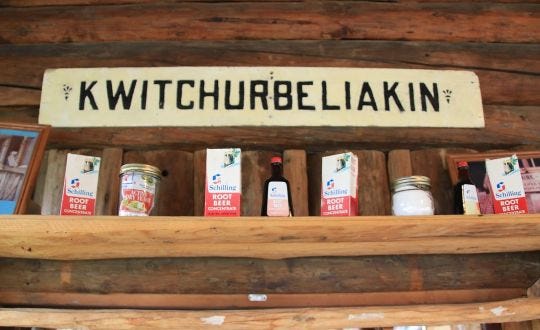 KWITCHURBELIAKIN
Schilling
ROOT
BEER
CONCENTRATE
Schilling
ROOT
BEER
CONCENTRATE
Schilling
ROOT
BEER
CONCENTRATE
Schilling
ROOT
BEER
CONCENTRATE